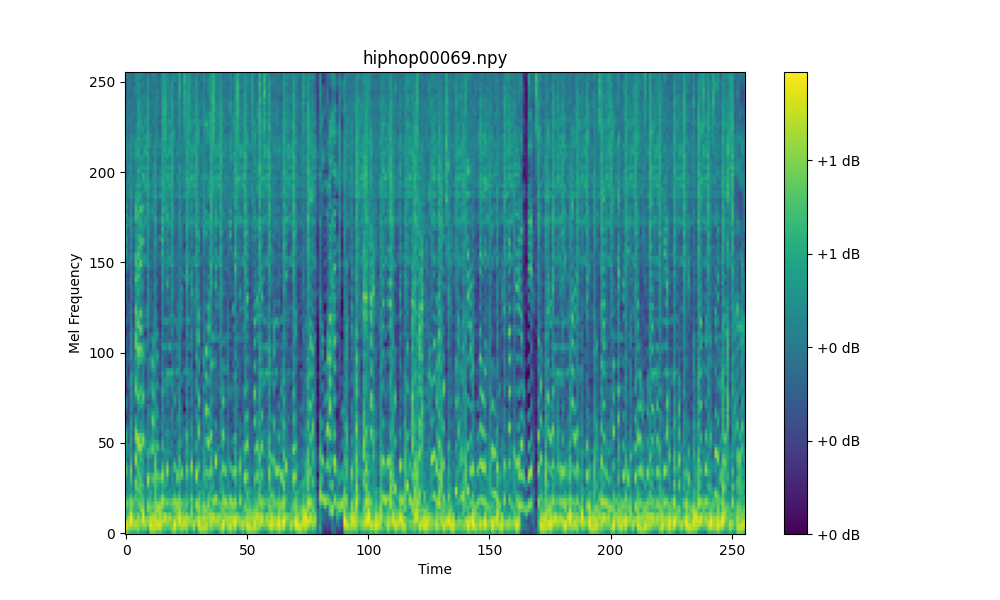 hiphop00069.npy
250
200
150
100
50
0
Mel Frequency
0 50 100 150 200 250
Time
+1 dB
+1 dB
+0 dB
+0 dB
+0 dB